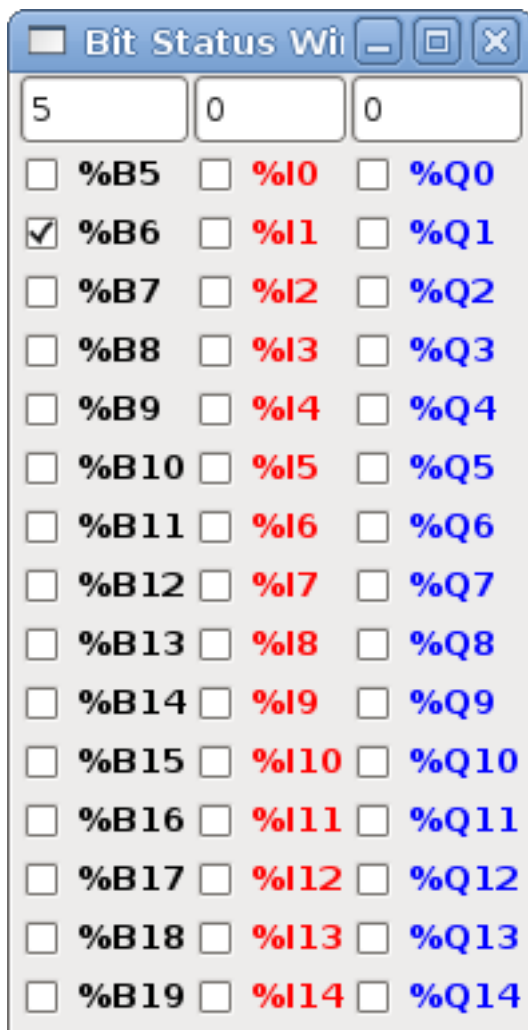 Bit Status Wi
5 0 0
%B5 %I0 %Q0
%B6 %I1 %Q1
%B7 %I2 %Q2
%B8 %I3 %Q3
%B9 %I4 %Q4
%B10 %I5 %Q5
%B11 %I6 %Q6
%B12 %I7 %Q7
%B13 %I8 %Q8
%B14 %I9 %Q9
%B15 %I10 %Q10
%B16 %I11 %Q11
%B17 %I12 %Q12
%B18 %I13 %Q13
%B19 %I14 %Q14